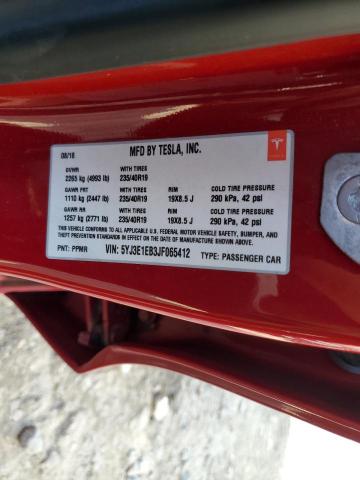 08/18 MFD BY TESLA, INC.
GVWR WITH TIRES
2265 kg (4993 lB) 235/40R19
GAWR FRT WITH TIRES RIM COLD TIRE PRESSURE
1110 kg (2447 lB) 235/40R19 19X8.5 J 290 kPa, 42 psi
GAWR RR WITH TIRES RIM COLD TIRE PRESSURE
1257 kg (2771 lB) 235/40R19 19X8.5 J 290 kPa, 42 psi
THIS VEHICLE CONFORMS TO ALL APPLICABLE U.S. FEDERAL MOTOR VEHICLE SAFETY, BUMPER, AND
THEFT PREVENTION STANDARDS IN EFFECT ON THE DATE OF MANUFACTURE SHOWN ABOVE.
PNT: PPMR VIN: 5YJ3E1EB3JF065412 TYPE: PASSENGER CAR